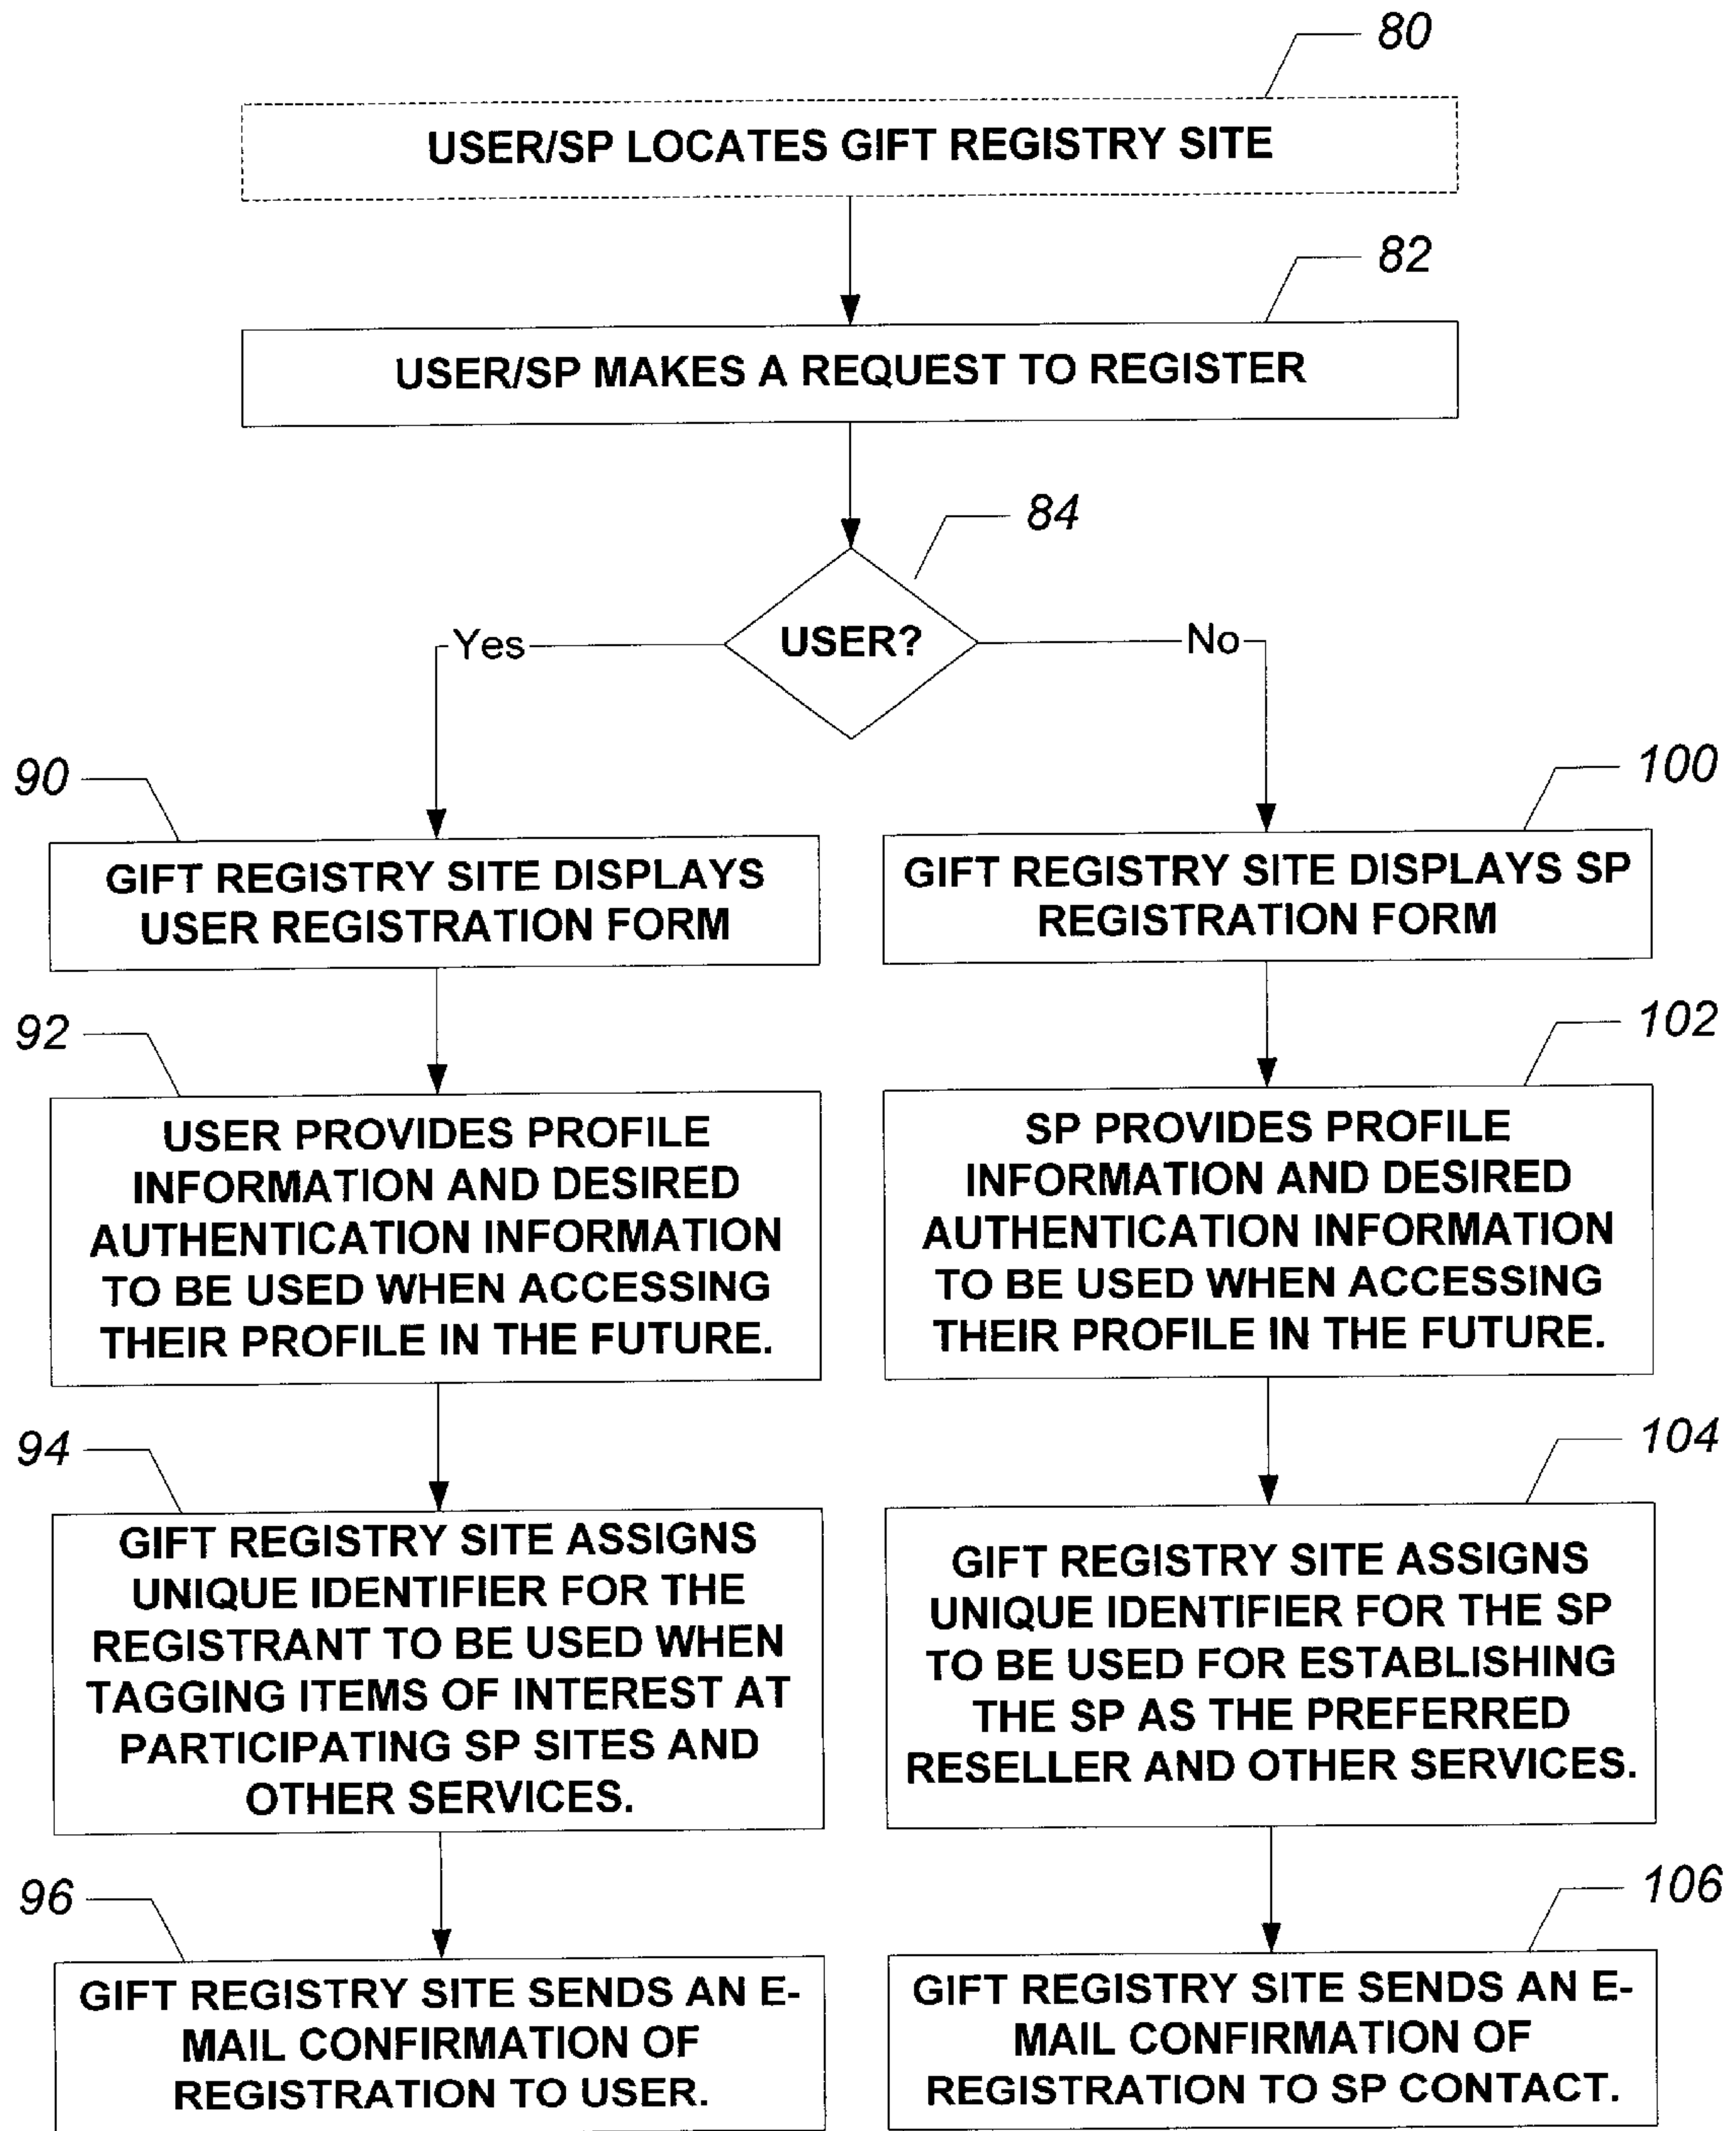 80
USER/SP LOCATES GIFT REGISTRY SITE
82
USER/SP MAKES A REQUEST TO REGISTER
84
USER?
Yes
No
90
GIFT REGISTRY SITE DISPLAYS
USER REGISTRATION FORM
92
USER PROVIDES PROFILE
INFORMATION AND DESIRED
AUTHENTICATION INFORMATION
TO BE USED WHEN ACCESSING
THEIR PROFILE IN THE FUTURE.
94
GIFT REGISTRY SITE ASSIGNS
UNIQUE IDENTIFIER FOR THE
REGISTRANT TO BE USED WHEN
TAGGING ITEMS OF INTEREST AT
PARTICIPATING SP SITES AND
OTHER SERVICES.
96
GIFT REGISTRY SITE SENDS AN E-
MAIL CONFIRMATION OF
REGISTRATION TO USER.
100
GIFT REGISTRY SITE DISPLAYS SP
REGISTRATION FORM
102
SP PROVIDES PROFILE
INFORMATION AND DESIRED
AUTHENTICATION INFORMATION
TO BE USED WHEN ACCESSING
THEIR PROFILE IN THE FUTURE.
104
GIFT REGISTRY SITE ASSIGNS
UNIQUE IDENTIFIER FOR THE SP
TO BE USED FOR ESTABLISHING
THE SP AS THE PREFERRED
RESELLER AND OTHER SERVICES.
106
GIFT REGISTRY SITE SENDS AN E-
MAIL CONFIRMATION OF
REGISTRATION TO SP CONTACT.